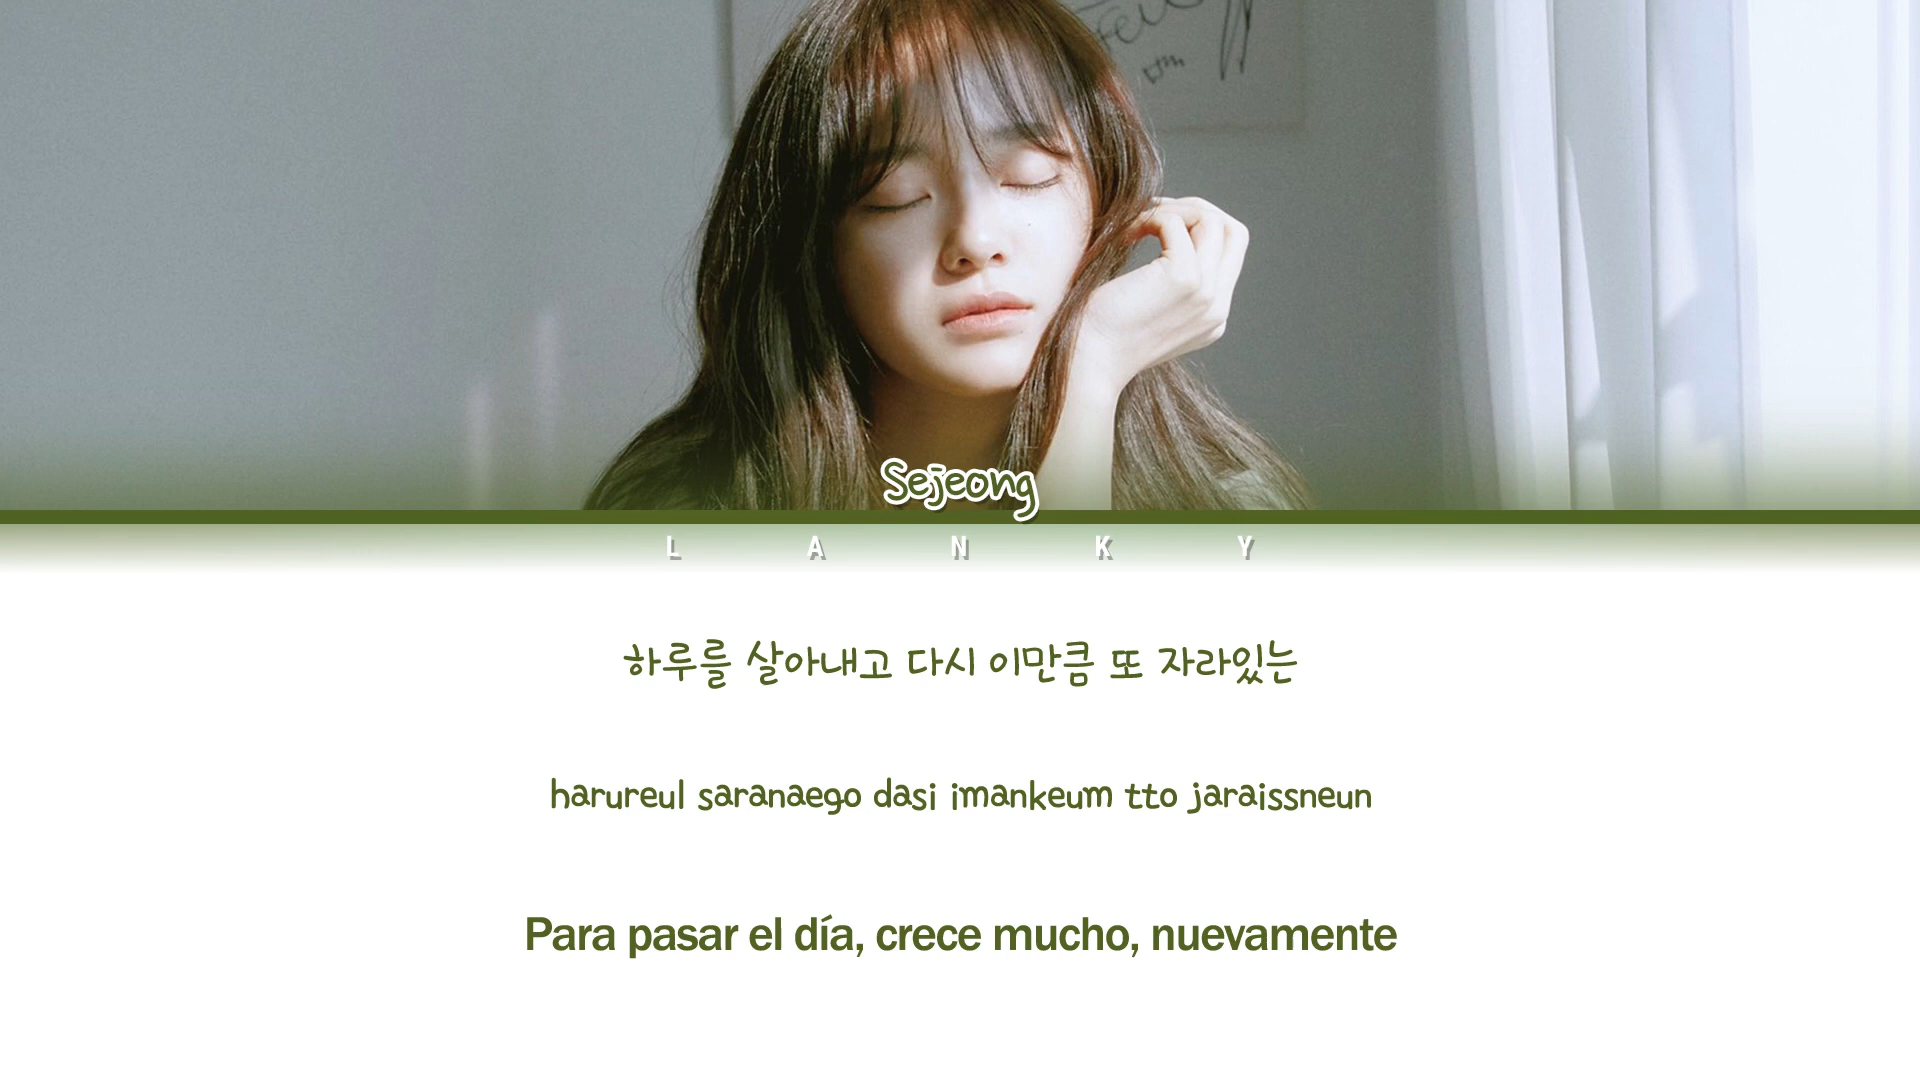 Sejeong
L A N K Y
하루를 살아내고 다시 이만큼 또 자라있는
harureul saranaego dasi imankeum tto jaraissneun
Para pasar el día, crece mucho, nuevamente